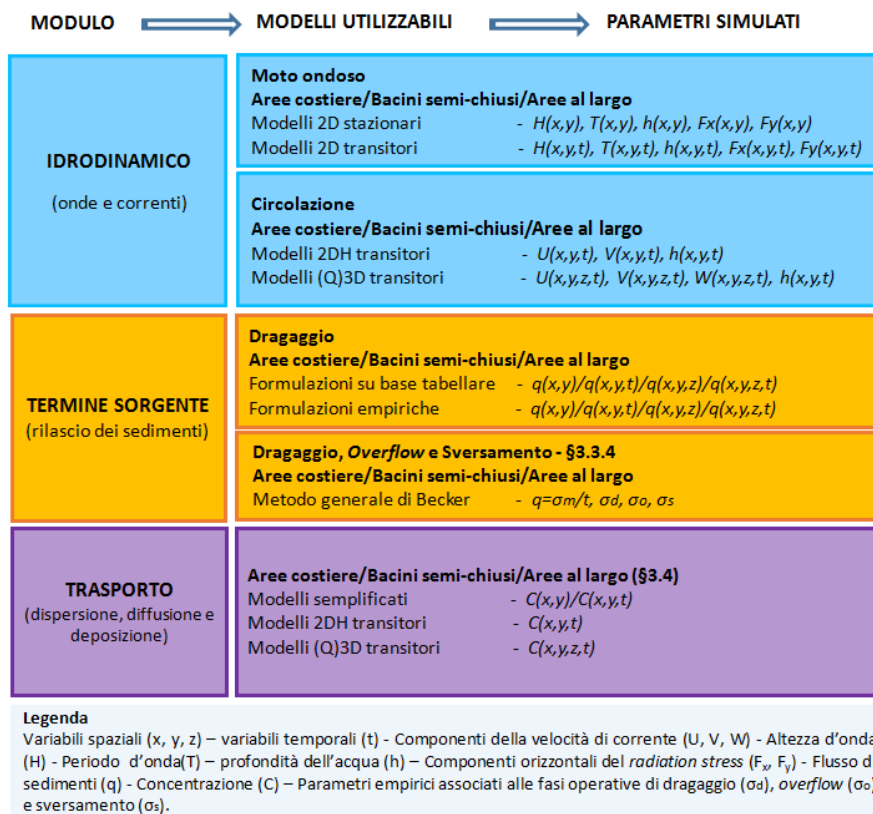 MODULO MODELLI UTILIZZABILI PARAMETRI SIMULATI
IDRODINAMICO
(onde e correnti)
Moto ondoso
Aree costiere/Bacini semi-chiusi/Aree al largo
Modelli 2D stazionari - H(x,y), T(x,y), h(x,y), Fx(x,y), Fy(x,y)
Modelli 2D transitori - H(x,y,t), T(x,y,t), h(x,y,t), Fx(x,y,t), Fy(x,y,t)
Circolazione
Aree costiere/Bacini semi-chiusi/Aree al largo
Modelli 2DH transitori - U(x,y,t), V(x,y,t), h(x,y,t)
Modelli (Q)3D transitori - U(x,y,z,t), V(x,y,z,t), W(x,y,z,t), h(x,y,t)
TERMINE SORGENTE
(rilascio dei sedimenti)
Dragaggio
Aree costiere/Bacini semi-chiusi/Aree al largo
Formulazioni su base tabellare - q(x,y)/q(x,y,t)/q(x,y,z)/q(x,y,z,t)
Formulazioni empiriche - q(x,y)/q(x,y,t)/q(x,y,z)/q(x,y,z,t)
Dragaggio, Overflow e Sversamento - §3.3.4
Aree costiere/Bacini semi-chiusi/Aree al largo
Metodo generale di Becker - q=σm/t, σd, σo, σs
TRASPORTO
(dispersione, diffusione e
deposizione)
Aree costiere/Bacini semi-chiusi/Aree al largo (§3.4)
Modelli semplificati - C(x,y)/C(x,y,t)
Modelli 2DH transitori - C(x,y,t)
Modelli (Q)3D transitori - C(x,y,z,t)
Legenda
Variabili spaziali (x, y, z) – variabili temporali (t) - Componenti della velocità di corrente (U, V, W) - Altezza d'onda
(H) - Periodo d'onda(T) – profondità dell'acqua (h) – Componenti orizzontali del radiation stress (Fx, Fy) - Flusso d
sedimenti (q) - Concentrazione (C) – Parametri empirici associati alle fasi operative di dragaggio (σd), overflow (σo)
e sversamento (σs).